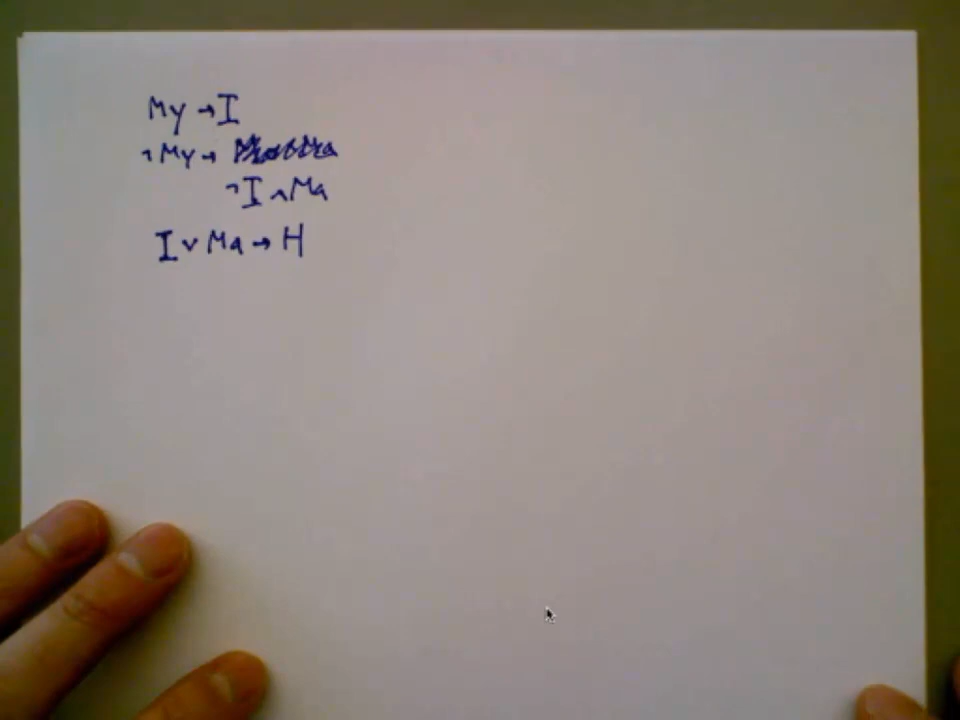 My → I
¬My →
¬I ∧ Ma
I ∨ Ma → H